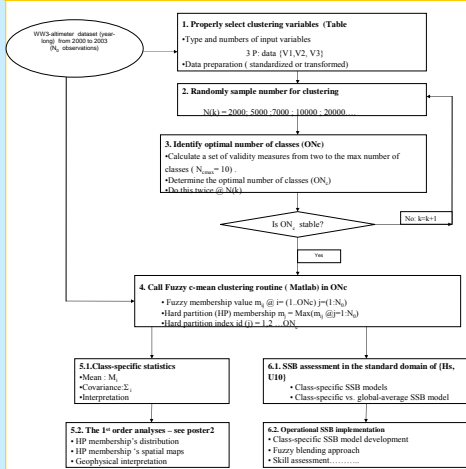 WW3-altimeter dataset (year-
long) from 2000 to 2003
(N₀ observations)
1. Properly select clustering variables (Table
•Type and numbers of input variables
3 P: data {V1,V2, V3}
•Data preparation ( standardized or transformed)
2. Randomly sample number for clustering
N(k) = 2000; 5000 ;7000 ; 10000 ; 20000….
3. Identify optimal number of classes (ONc)
•Calculate a set of validity measures from two to the max number of
classes ( Ncmax= 10) .
•Determine the optimal number of classes (ONc)
•Do this twice @ N(k)
Is ONc stable?
No: k=k+1
Yes
4. Call Fuzzy c-mean clustering routine ( Matlab) in ONc
• Fuzzy membership value mij @ i= (1..ONc) j=(1:N₀)
• Hard partition (HP) membership mj = Max(mij @j=1:N₀)
• Hard partition index id (j) = 1,2 …ONc
5.1.Class-specific statistics
•Mean : Mi
•Covariance:Σi
•Interpretation
6.1. SSB assessment in the standard domain of {Hs,
U10}
• Class-specific SSB models
• Class-specific vs. global-average SSB model
5.2. The 1st order analyses – see poster2
• HP membership's distribution
• HP membership 's spatial maps
• Geophysical interpretation
6.2. Operational SSB implementation
• Class-specific SSB model development
• Fuzzy blending approach
• Skill assessment………..